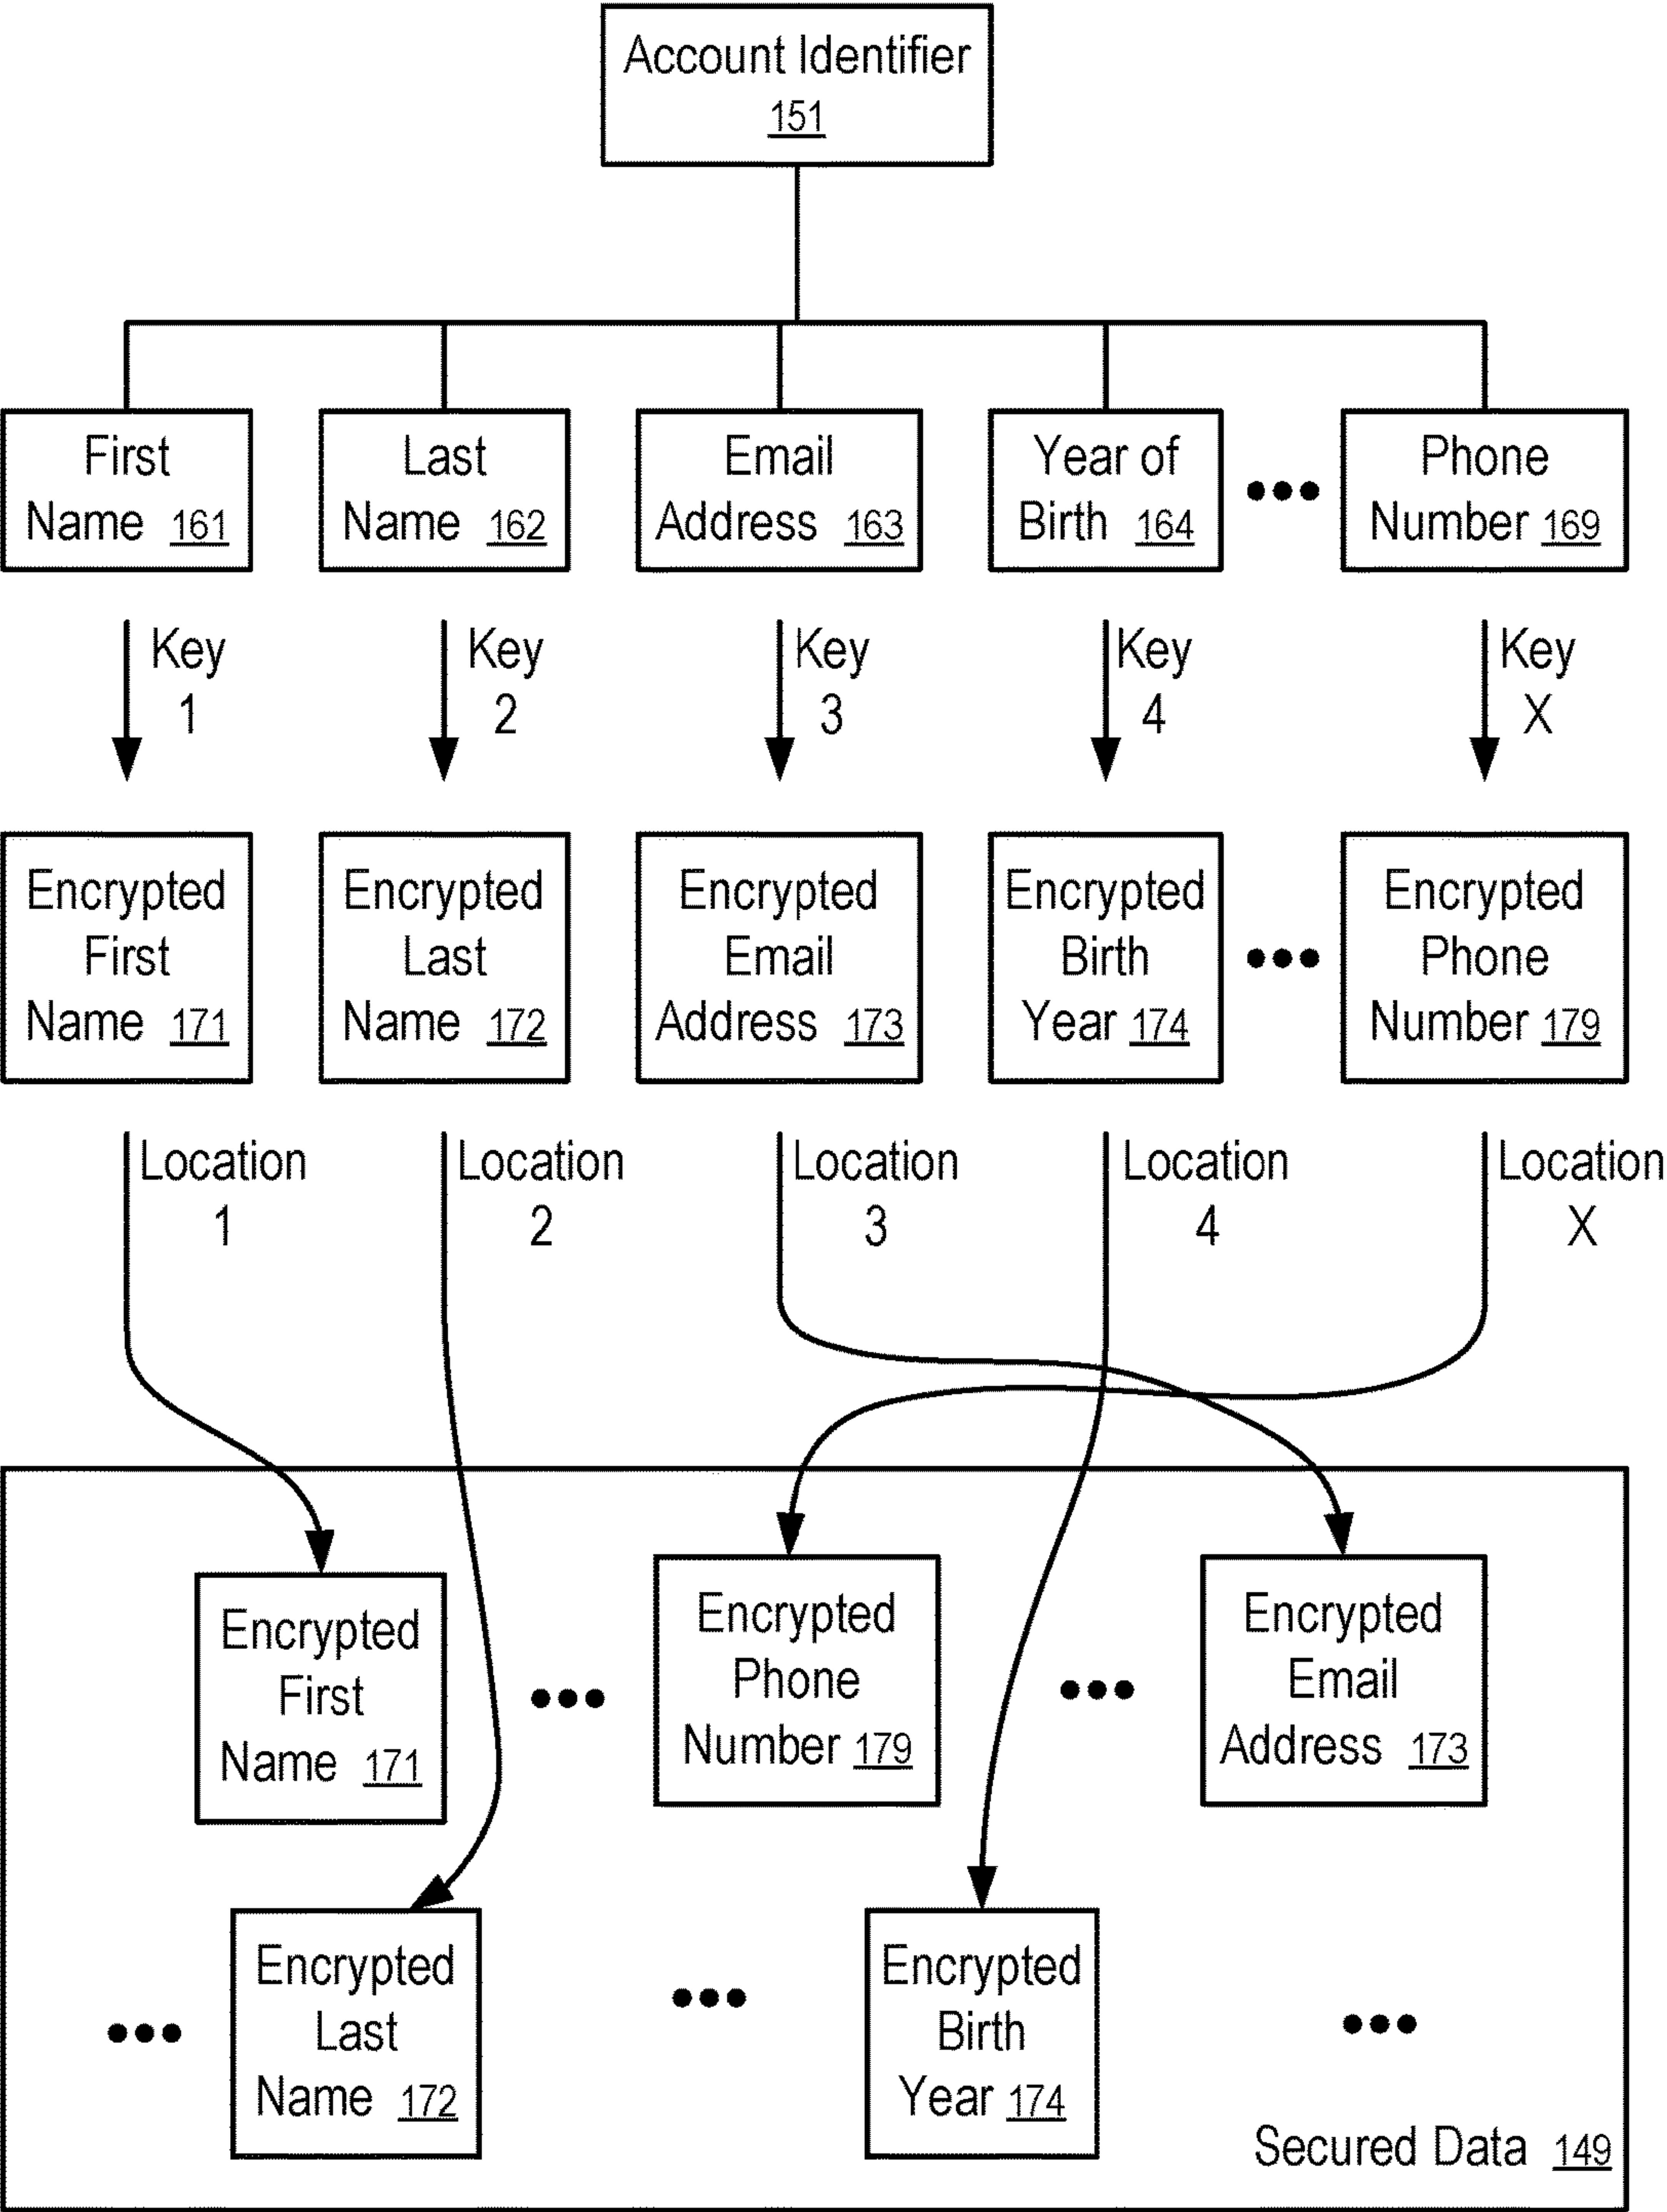 Account Identifier
151
First
Name 161
Last
Name 162
Email
Address 163
Year of
Birth 164
Phone
Number 169
Key
1
Key
2
Key
3
Key
4
Key
X
Encrypted
First
Name 171
Encrypted
Last
Name 172
Encrypted
Email
Address 173
Encrypted
Birth
Year 174
Encrypted
Phone
Number 179
Location
1
Location
2
Location
3
Location
4
Location
X
Encrypted
First
Name 171
Encrypted
Phone
Number 179
Encrypted
Email
Address 173
Encrypted
Last
Name 172
Encrypted
Birth
Year 174
Secured Data 149